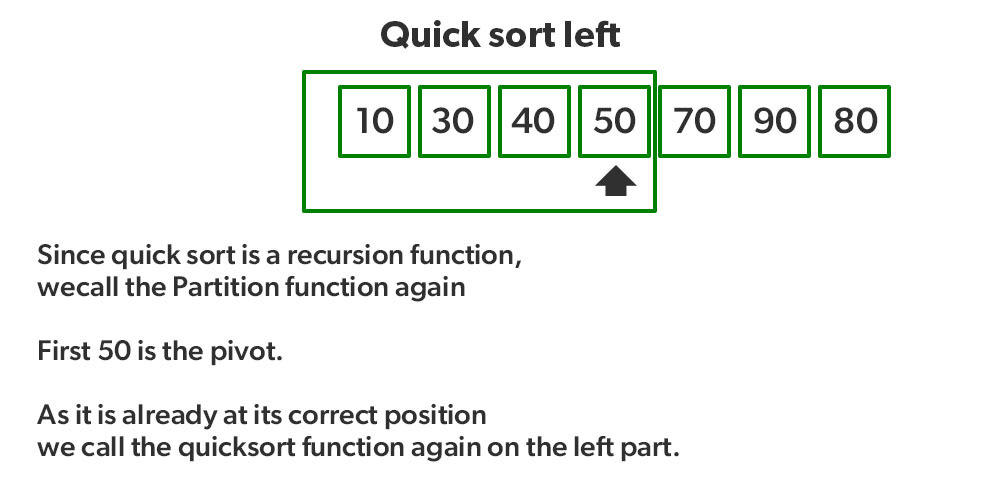 Quick sort left
10 30 40 50 70 90 80
Since quick sort is a recursion function,
wecall the Partition function again
First 50 is the pivot.
As it is already at its correct position
we call the quicksort function again on the left part.